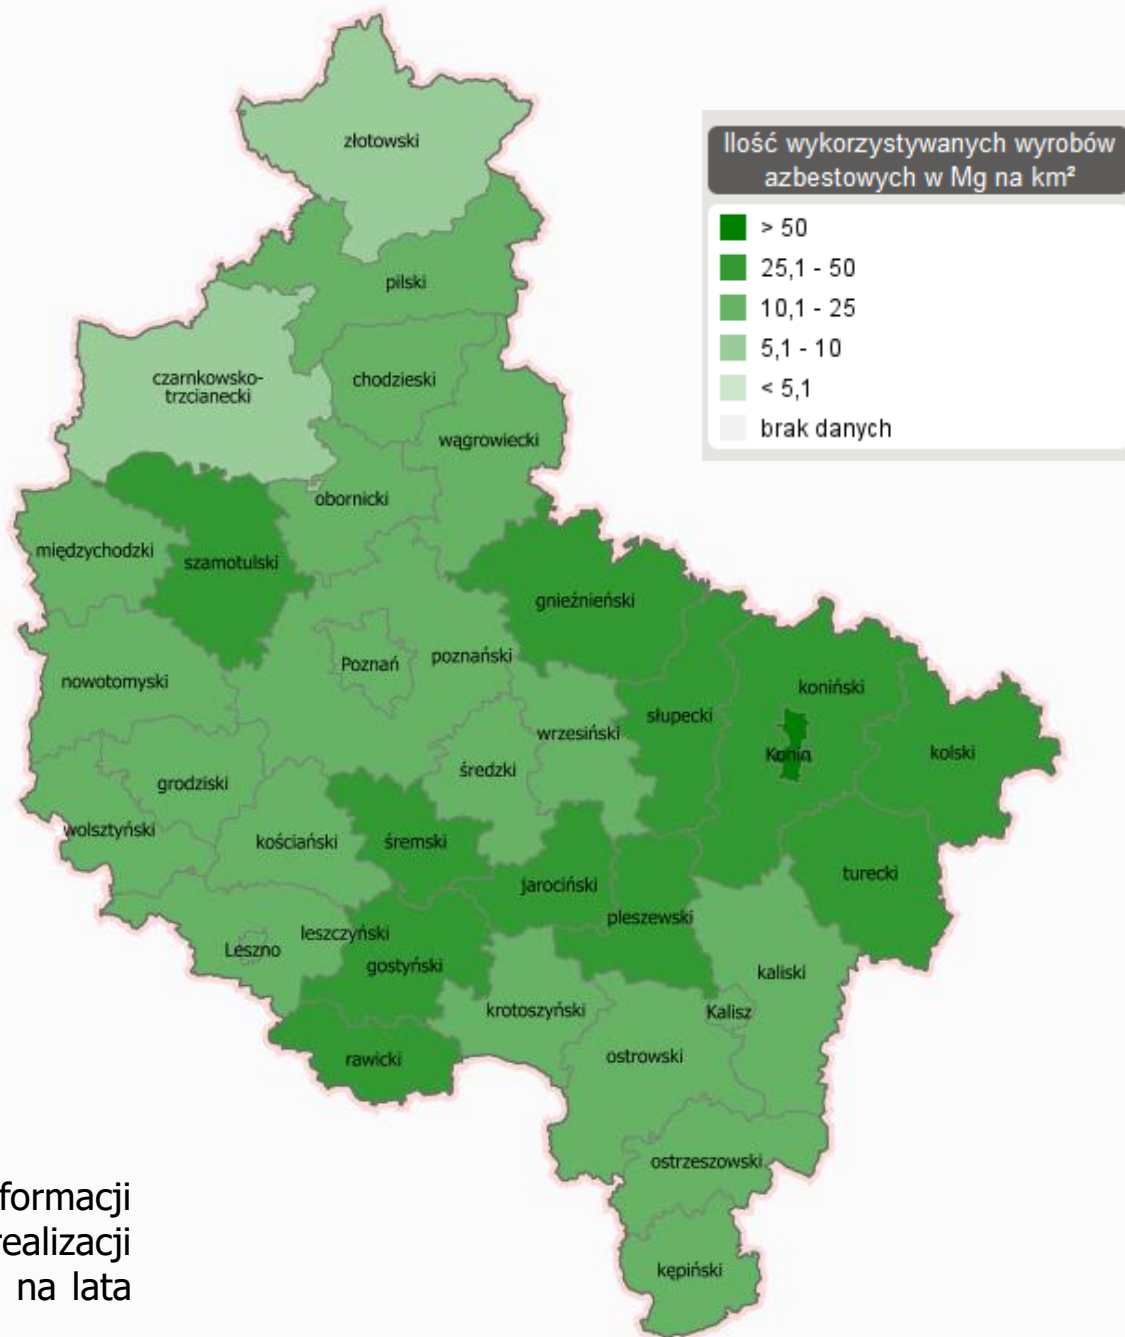 złotowski
Ilość wykorzystywanych wyrobów
azbestowych w Mg na km²
> 50
25,1 - 50
10,1 - 25
5,1 - 10
< 5,1
brak danych
pilski
czarnkowsko-
trzcianecki
chodzieski
wągrowiecki
obornicki
międzychodzki
szamotulski
gnieźnieński
Poznań
poznański
nowotomyski
koniński
słupecki
wrzesiński
Konin
kolski
średzki
grodziski
wolsztyński
kościański
śremski
turecki
jarociński
pleszewski
leszczyński
Leszno
gostyński
kaliski
krotoszyński
Kalisz
rawicki
ostrowski
ostrzeszowski
formacji
realizacji
na lata
kępiński